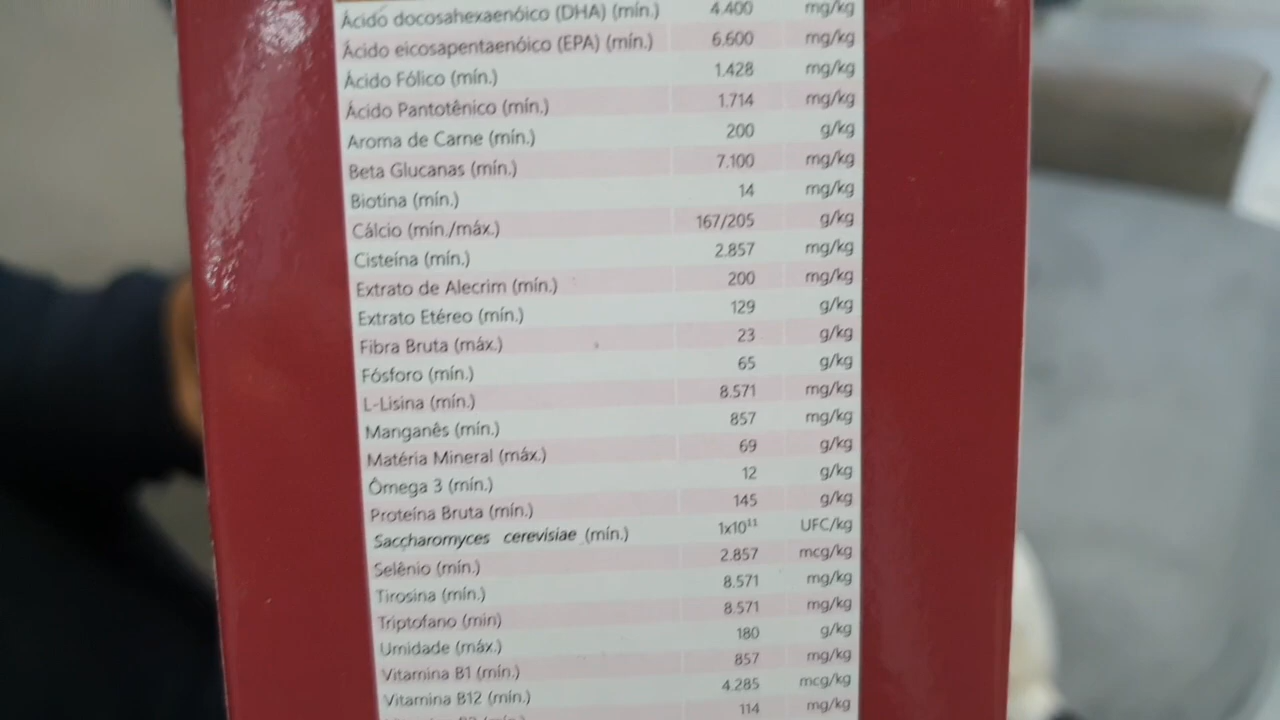 Ácido docosahexaenóico (DHA) (mín.) 4.400 mg/kg
Ácido eicosapentaenóico (EPA) (mín.) 6.600 mg/kg
Ácido Fólico (mín.) 1.428 mg/kg
Ácido Pantotênico (mín.) 1.714 mg/kg
Aroma de Carne (mín.) 200 g/kg
Beta Glucanas (mín.) 7.100 mg/kg
Biotina (mín.) 14 mg/kg
Cálcio (mín./máx.) 167/205 g/kg
Cisteína (mín.) 2.857 mg/kg
Extrato de Alecrim (mín.) 200 mg/kg
Extrato Etéreo (mín.) 129 g/kg
Fibra Bruta (máx.) 23 g/kg
Fósforo (mín.) 65 g/kg
L-Lisina (mín.) 8.571 mg/kg
Manganês (mín.) 857 mg/kg
Matéria Mineral (máx.) 69 g/kg
Ômega 3 (mín.) 12 g/kg
Proteína Bruta (mín.) 145 g/kg
Saccharomyces cerevisiae (mín.) 1x10¹¹ UFC/kg
Selênio (mín.) 2.857 mcg/kg
Tirosina (mín.) 8.571 mg/kg
Triptofano (min) 8.571 mg/kg
Umidade (máx.) 180 g/kg
Vitamina B1 (mín.) 857 mg/kg
Vitamina B12 (mín.) 4.285 mcg/kg
114 mg/kg